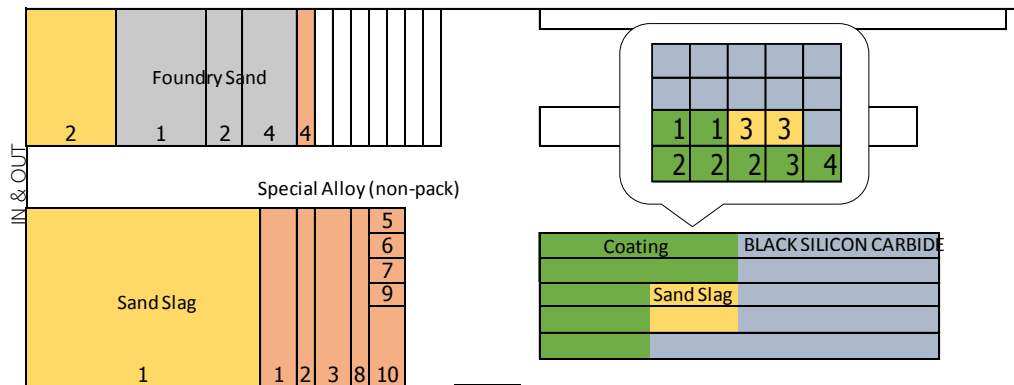 Foundry Sand
2 1 2 4 4
IN & OUT
Special Alloy (non-pack)
5
6
7
9
Sand Slag
1 1 2 3 8 10
1 1 3 3
2 2 2 3 4
Coating BLACK SILICON CARBIDE
Sand Slag